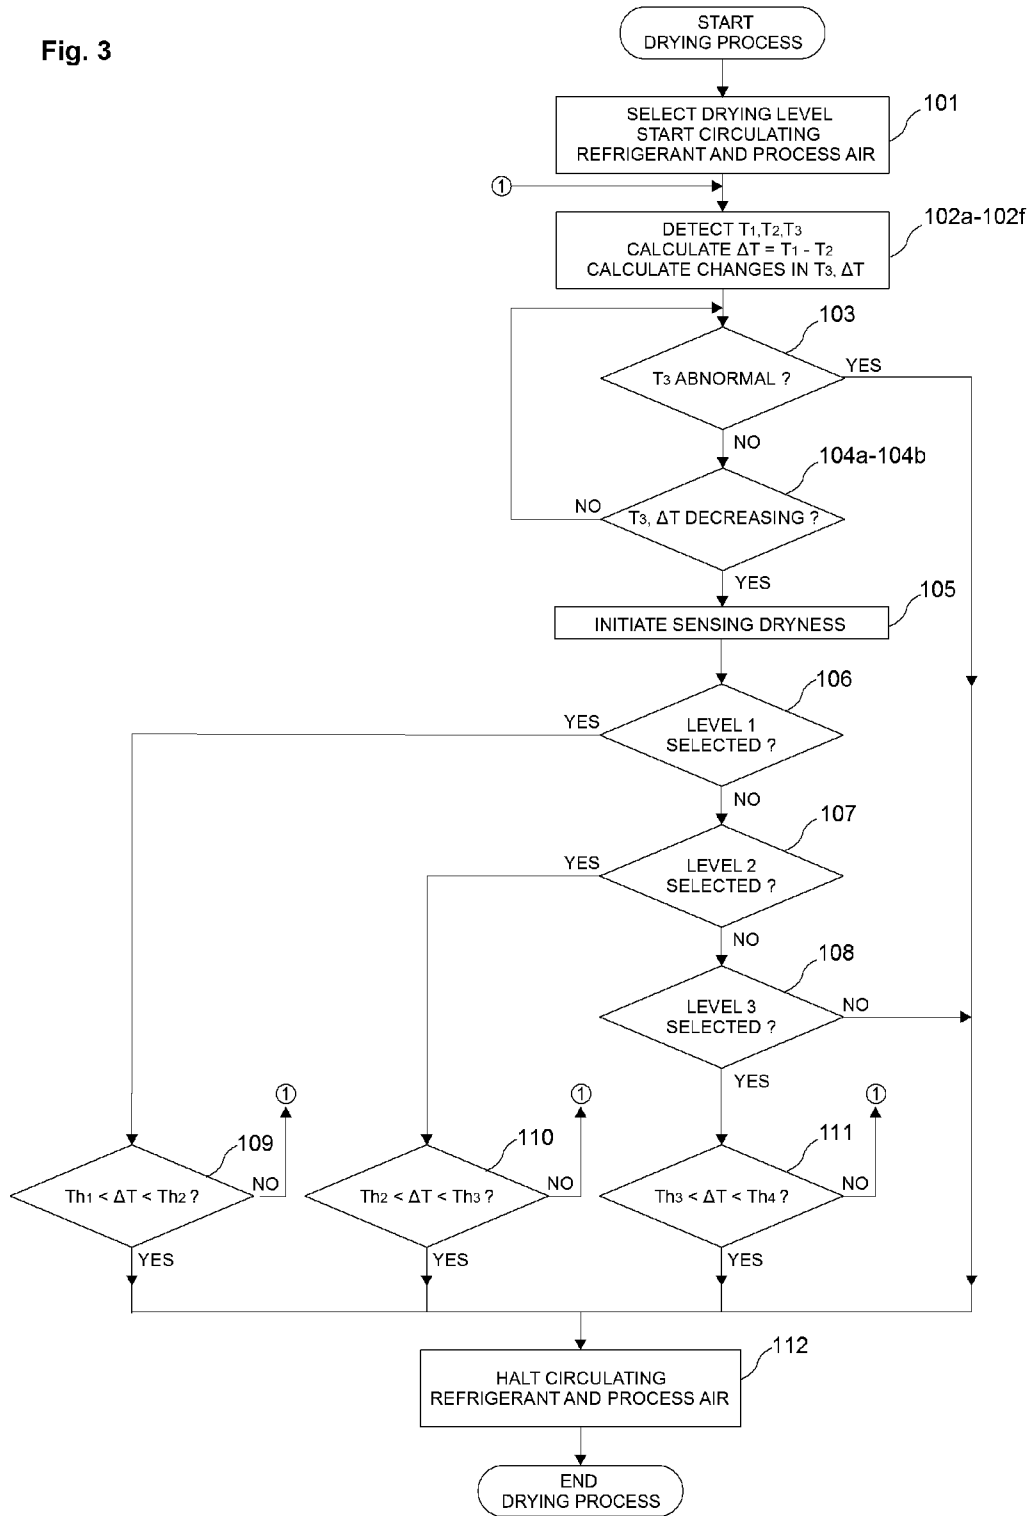 Fig. 3
START
DRYING PROCESS
101
SELECT DRYING LEVEL
START CIRCULATING
REFRIGERANT AND PROCESS AIR
1
102a-102f
DETECT T1,T2,T3
CALCULATE ΔT = T1 - T2
CALCULATE CHANGES IN T3, ΔT
103
T3 ABNORMAL ?
YES
NO
104a-104b
NO
T3, ΔT DECREASING ?
YES
105
INITIATE SENSING DRYNESS
106
YES
LEVEL 1
SELECTED ?
NO
107
YES
LEVEL 2
SELECTED ?
NO
108
LEVEL 3
SELECTED ?
NO
YES
1
1
1
109
110
111
Th1 < ΔT < Th2 ?
NO
Th2 < ΔT < Th3 ?
NO
Th3 < ΔT < Th4 ?
NO
YES
YES
YES
112
HALT CIRCULATING
REFRIGERANT AND PROCESS AIR
END
DRYING PROCESS